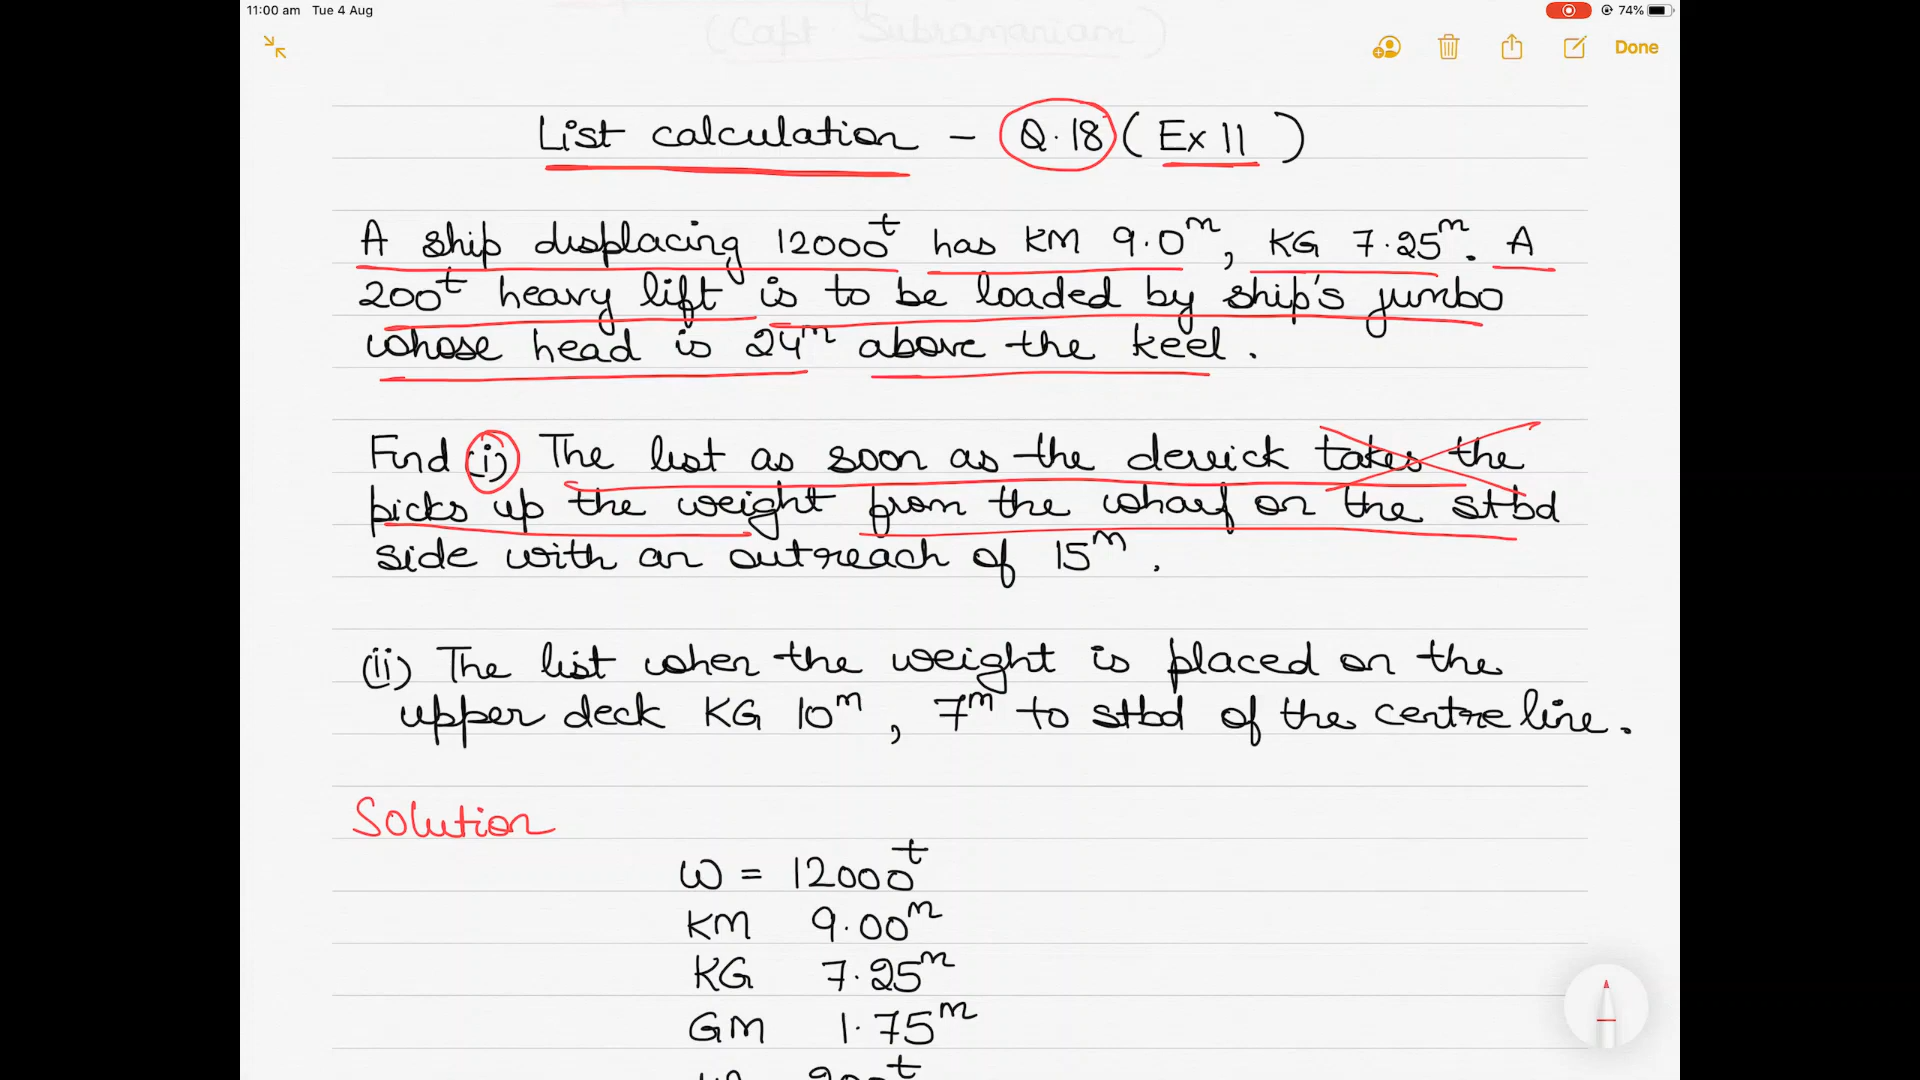 11:00 am Tue 4 Aug
74%
(Capt Subramaniam)
Done
List calculation - Q.18 (Ex 11)
A ship displacing 12000t has KM 9.0m, KG 7.25m. A
200t heavy lift is to be loaded by ship's jumbo
whose head is 24m above the keel.
Find (i) The list as soon as the derrick takes the
picks up the weight from the wharf on the stbd
side with an outreach of 15m.
(ii) The list when the weight is placed on the
upper deck KG 10m, 7m to stbd of the centre line.
Solution
W = 12000t
KM 9.00m
KG 7.25m
GM 1.75m
w 200t